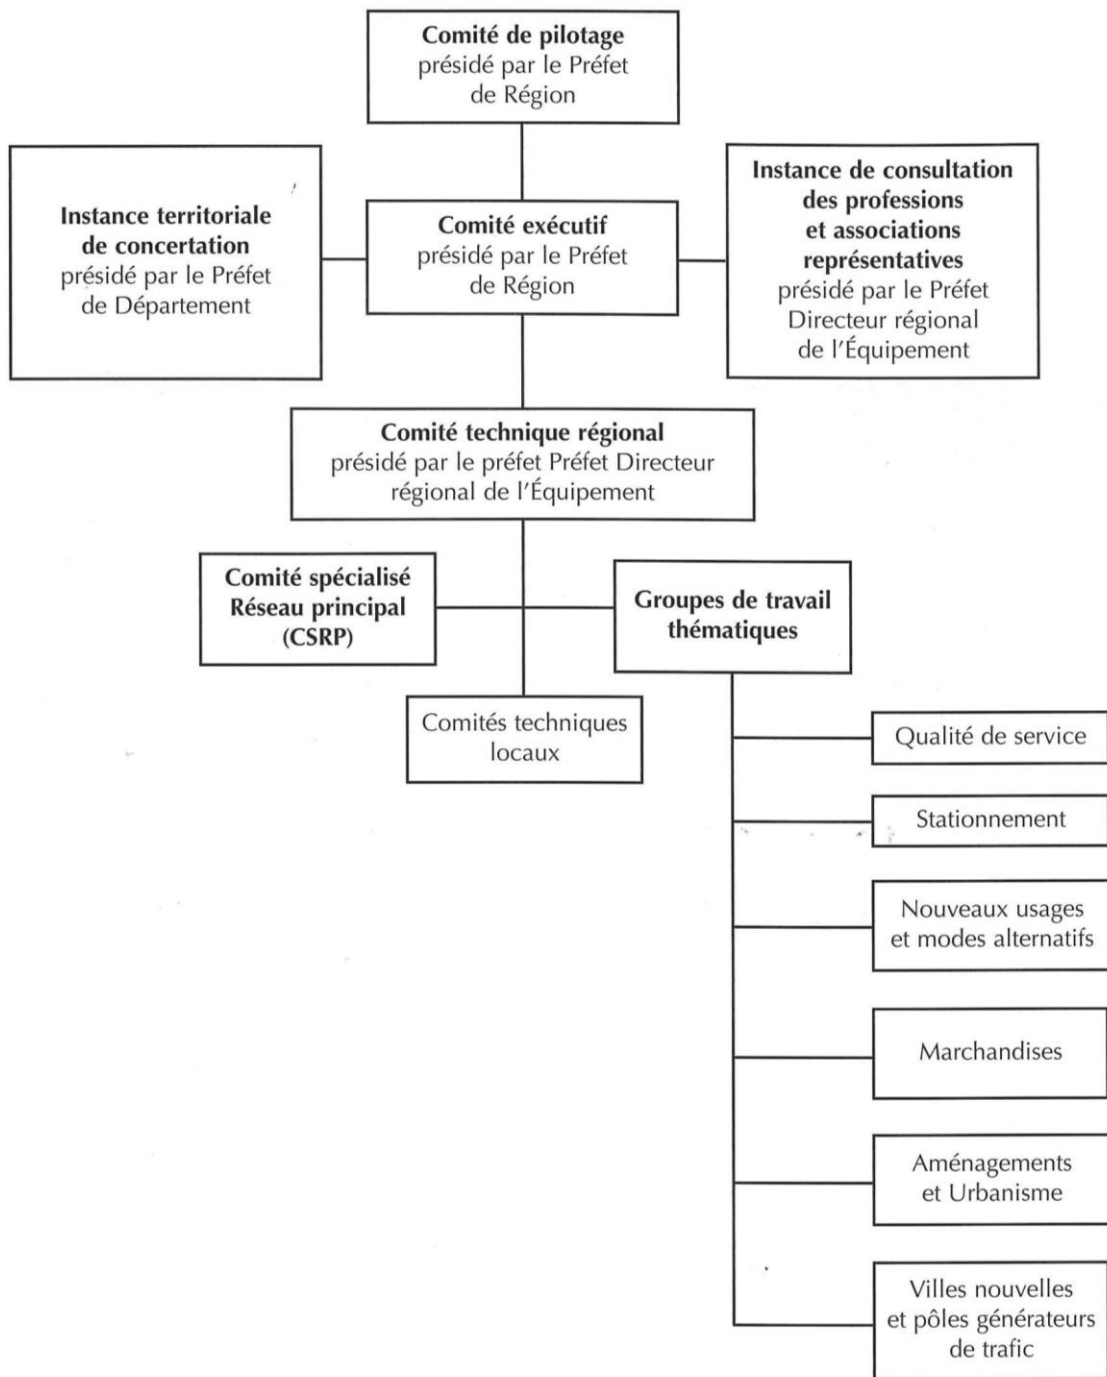 Comité de pilotage
présidé par le Préfet
de Région
Instance territoriale
de concertation
présidé par le Préfet
de Département
Comité exécutif
présidé par le Préfet
de Région
Instance de consultation
des professions
et associations
représentatives
présidé par le Préfet
Directeur régional
de l'Équipement
Comité technique régional
présidé par le préfet Préfet Directeur
régional de l'Équipement
Comité spécialisé
Réseau principal
(CSRP)
Groupes de travail
thématiques
Comités techniques
locaux
Qualité de service
Stationnement
Nouveaux usages
et modes alternatifs
Marchandises
Aménagements
et Urbanisme
Villes nouvelles
et pôles générateurs
de trafic